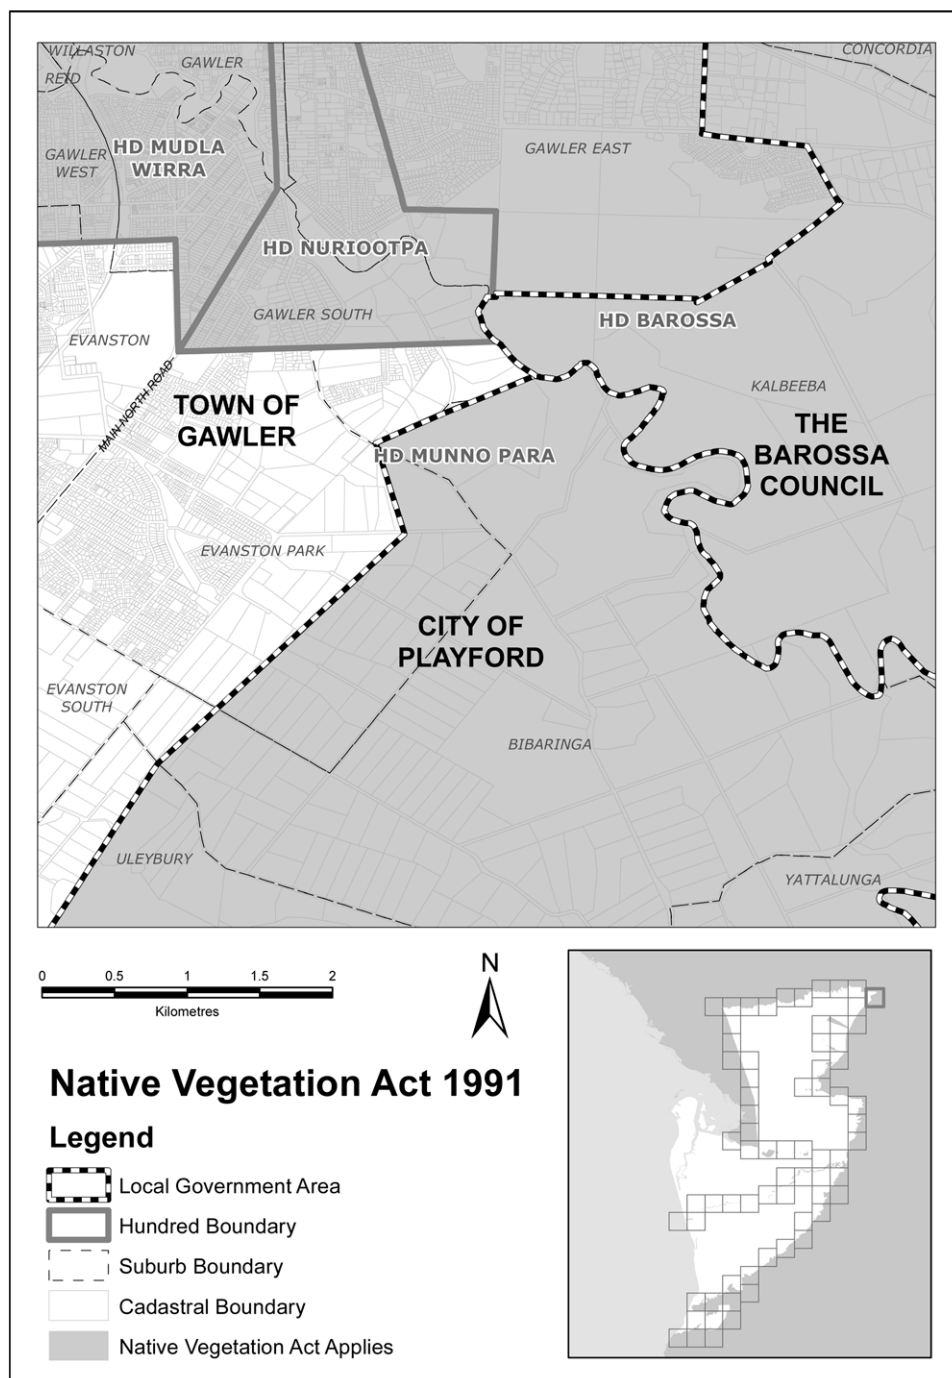 WILLASTON
GAWLER
CONCORDIA
REID
HD MUDLA
WIRRA
GAWLER
WEST
GAWLER EAST
HD NURIOOTPA
GAWLER SOUTH
HD BAROSSA
EVANSTON
MAIN NORTH ROAD
KALBEEBA
TOWN OF
GAWLER
THE
BAROSSA
COUNCIL
HD MUNNO PARA
EVANSTON PARK
CITY OF
PLAYFORD
EVANSTON
SOUTH
BIBARINGA
ULEYBURY
YATTALUNGA
0 0.5 1 1.5 2
Kilometres
N
Native Vegetation Act 1991
Legend
Local Government Area
Hundred Boundary
Suburb Boundary
Cadastral Boundary
Native Vegetation Act Applies